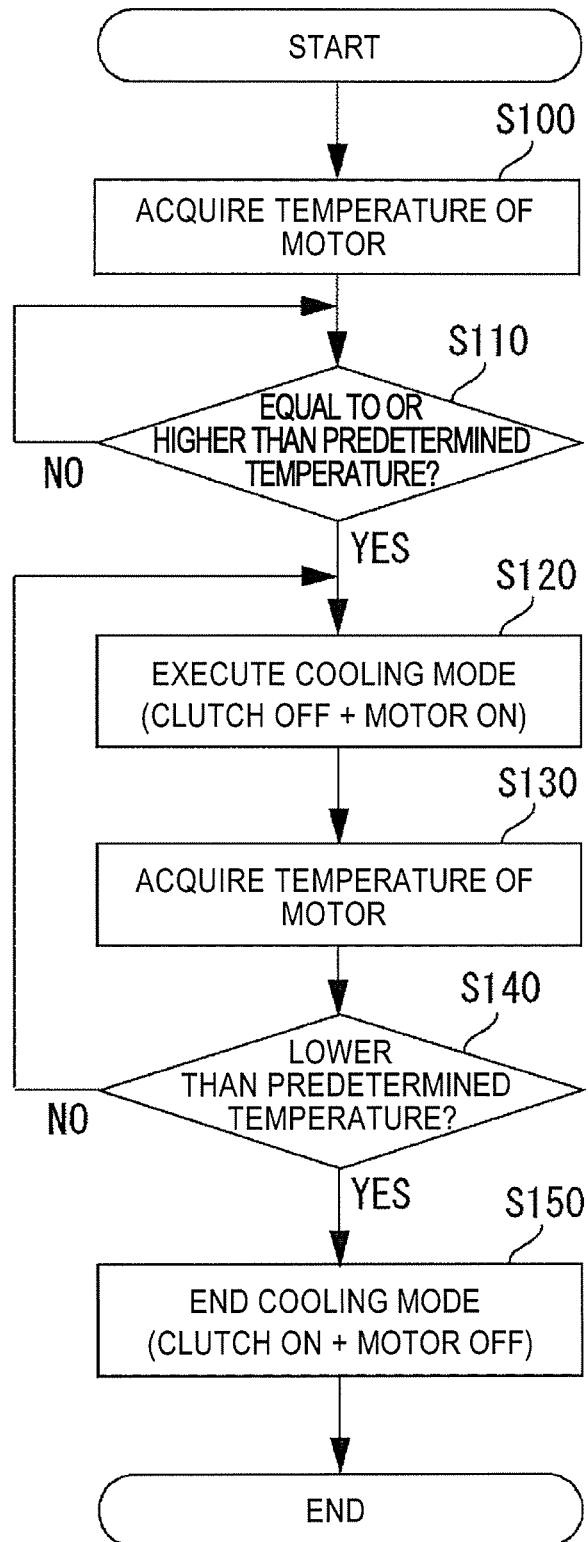 START
S100
ACQUIRE TEMPERATURE OF
MOTOR
S110
EQUAL TO OR
HIGHER THAN PREDETERMINED
TEMPERATURE?
NO
YES
S120
EXECUTE COOLING MODE
(CLUTCH OFF + MOTOR ON)
S130
ACQUIRE TEMPERATURE OF
MOTOR
S140
LOWER
THAN PREDETERMINED
TEMPERATURE?
NO
YES
S150
END COOLING MODE
(CLUTCH ON + MOTOR OFF)
END